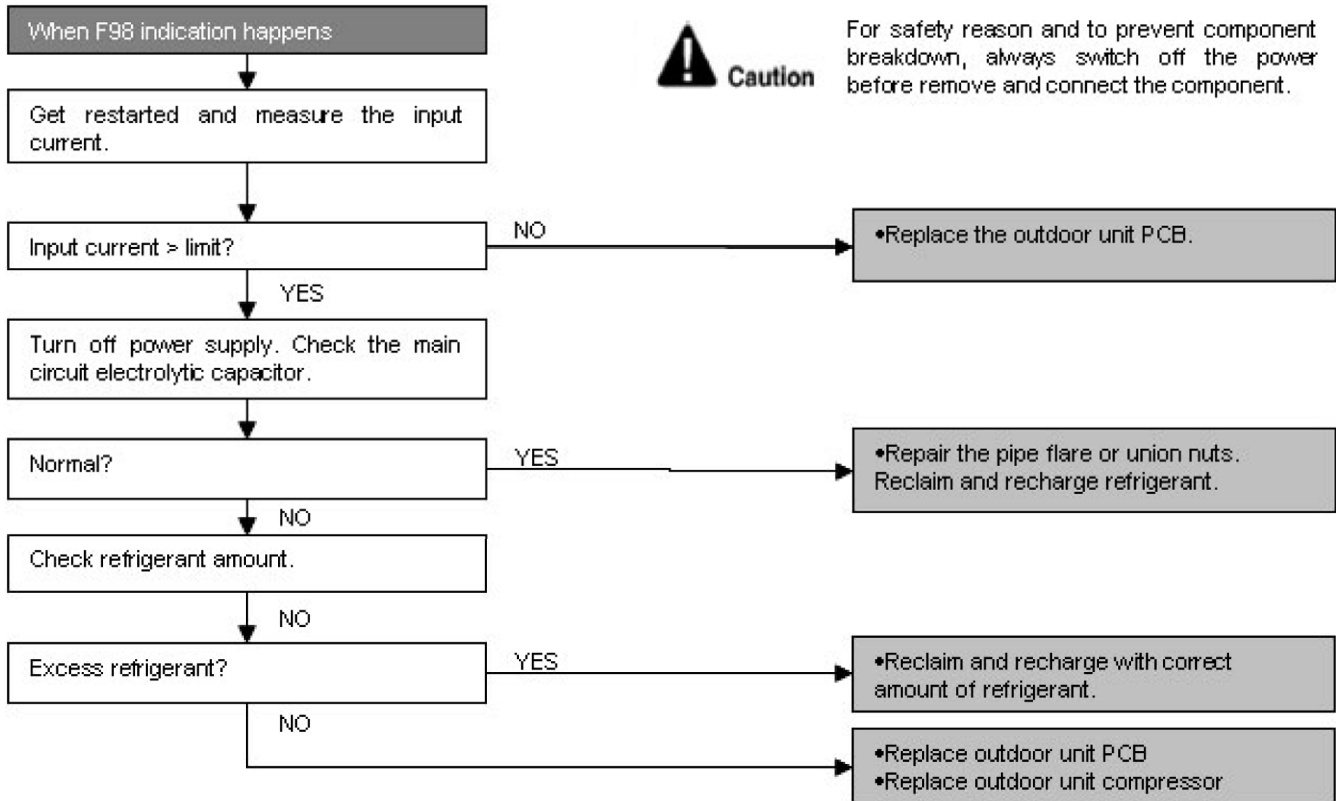 When F98 indication happens
Caution
For safety reason and to prevent component
breakdown, always switch off the power
before remove and connect the component.
Get restarted and measure the input
current.
Input current > limit?
NO
•Replace the outdoor unit PCB.
YES
Turn off power supply. Check the main
circuit electrolytic capacitor.
Normal?
YES
•Repair the pipe flare or union nuts.
Reclaim and recharge refrigerant.
NO
Check refrigerant amount.
NO
Excess refrigerant?
YES
•Reclaim and recharge with correct
amount of refrigerant.
NO
•Replace outdoor unit PCB
•Replace outdoor unit compressor